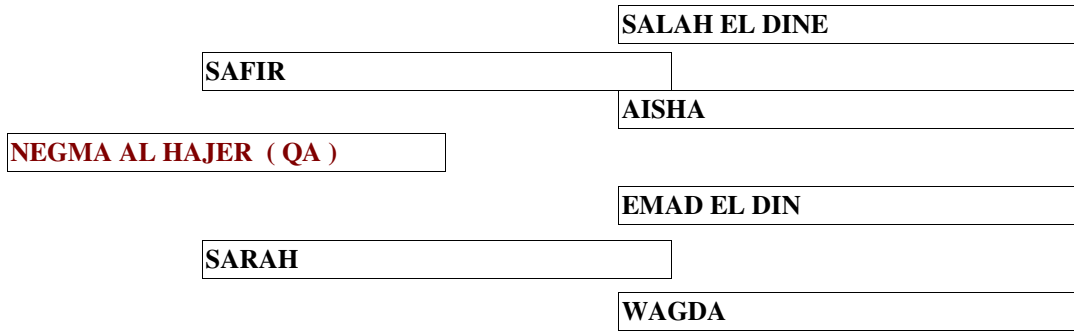 SALAH EL DINE
SAFIR
AISHA
NEGMA AL HAJER ( QA )
EMAD EL DIN
SARAH
WAGDA